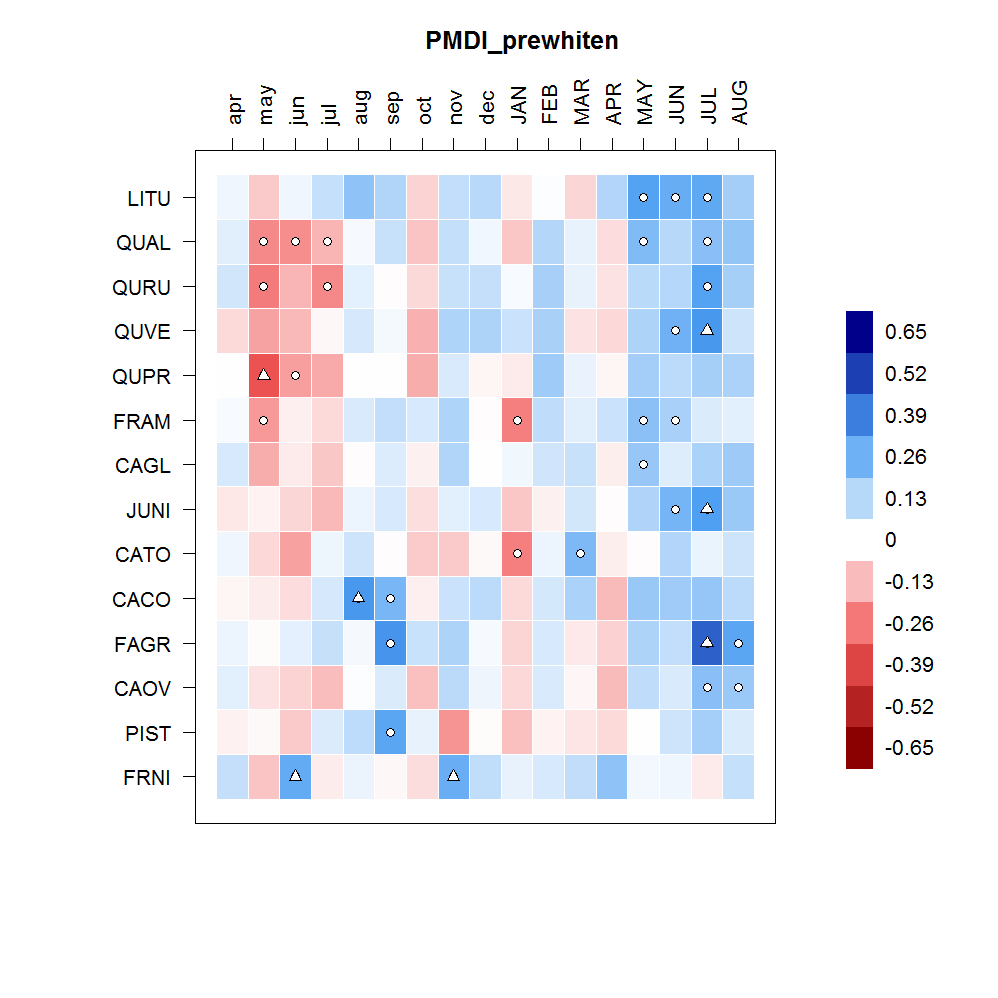 PMDI_prewhiten
apr may jun jul aug sep oct nov dec JAN FEB MAR APR MAY JUN JUL AUG
LITU
QUAL
QURU
QUVE
QUPR
FRAM
CAGL
JUNI
CATO
CACO
FAGR
CAOV
PIST
FRNI
0.65
0.52
0.39
0.26
0.13
0
-0.13
-0.26
-0.39
-0.52
-0.65